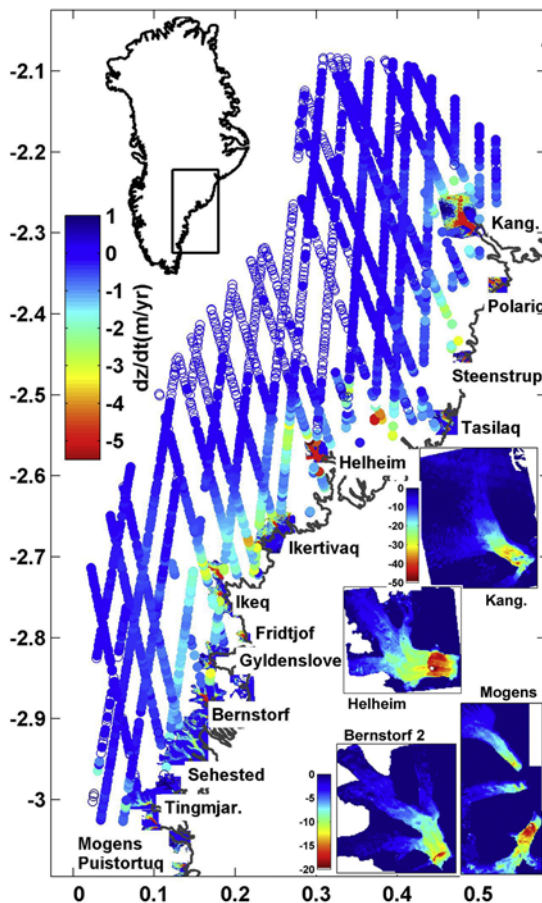 -2.1
-2.2
-2.3
-2.4
-2.5
-2.6
-2.7
-2.8
-2.9
-3
0
0.1
0.2
0.3
0.4
0.5
dz/dt(m/yr)
1
0
-1
-2
-3
-4
-5
Kang.
Polaric
Steenstrup
Tasilaq
Helheim
Ikertivaq
Ikeq
Fridtjof
Gyldenslove
Bernstorf
Sehested
Tingmjar.
Mogens
Puistortuq
0
-10
-20
-30
-40
-50
Kang.
Helheim
Mogens
Bernstorf 2
0
-5
-10
-15
-20